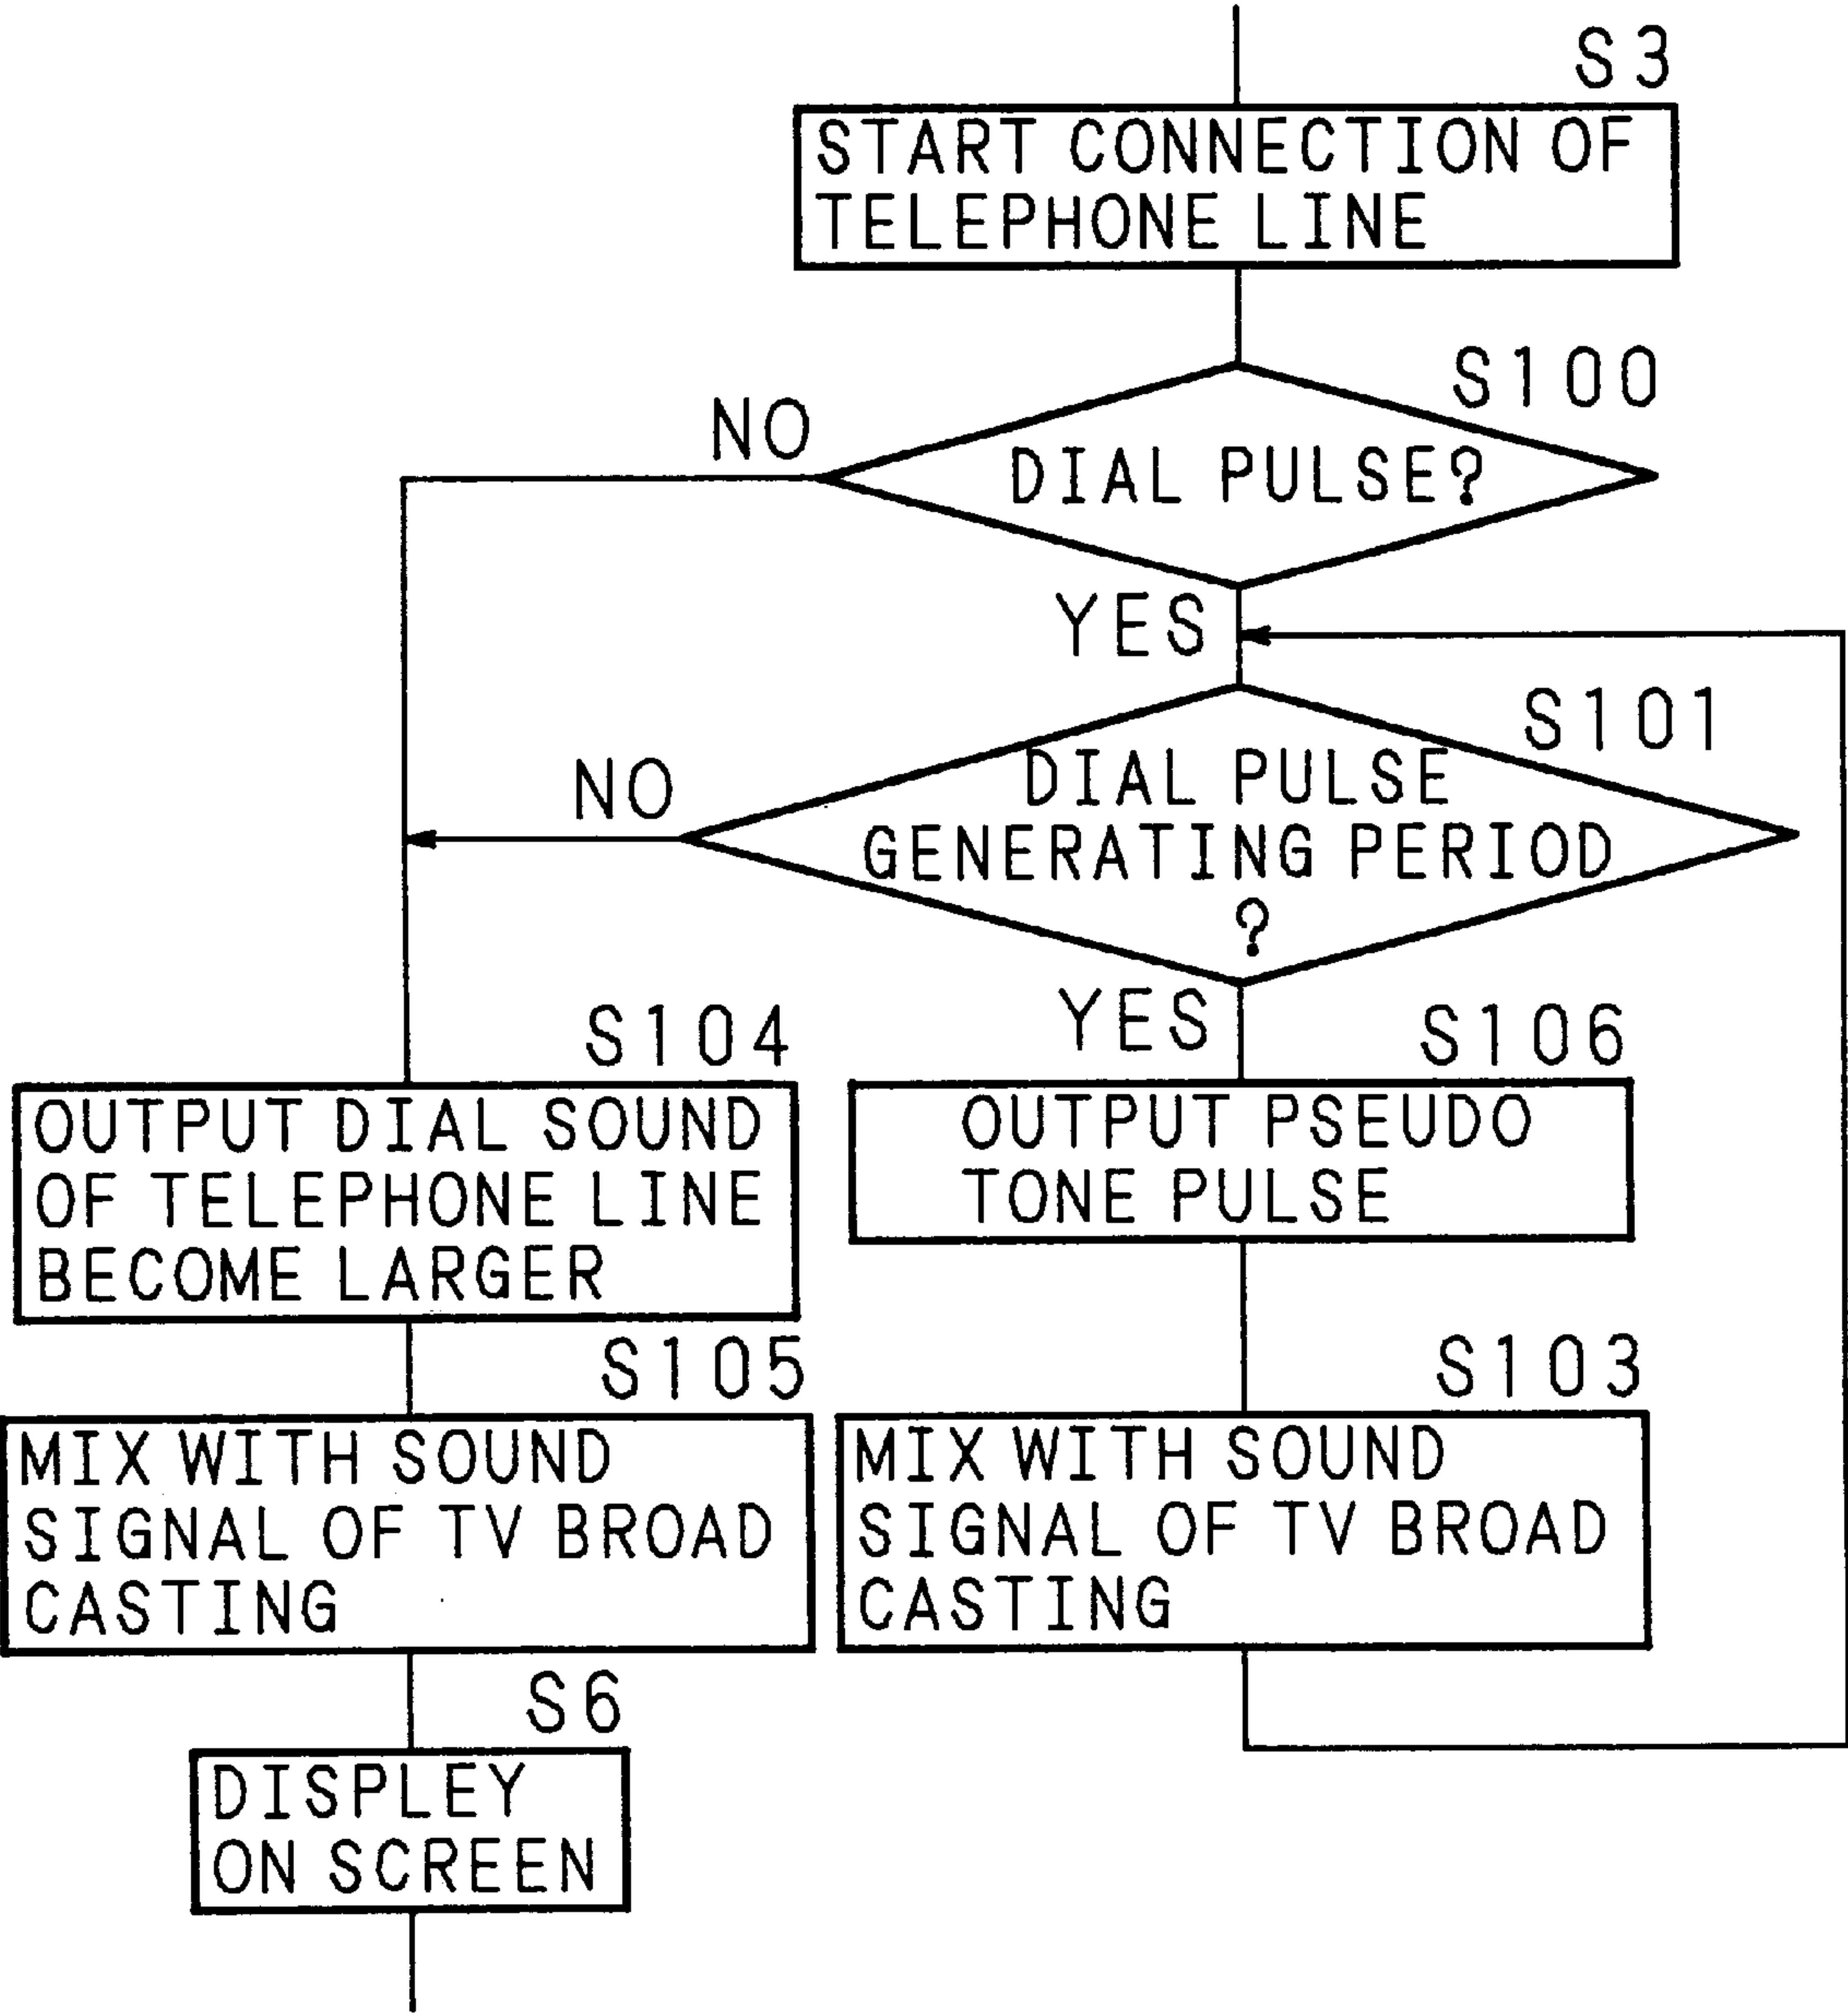 S3
START CONNECTION OF
TELEPHONE LINE
S100
NO
DIAL PULSE?
YES
S101
NO
DIAL PULSE
GENERATING PERIOD
?
YES
S104
S106
OUTPUT DIAL SOUND
OF TELEPHONE LINE
BECOME LARGER
OUTPUT PSEUDO
TONE PULSE
S105
S103
MIX WITH SOUND
SIGNAL OF TV BROAD
CASTING
MIX WITH SOUND
SIGNAL OF TV BROAD
CASTING
S6
DISPLEY
ON SCREEN